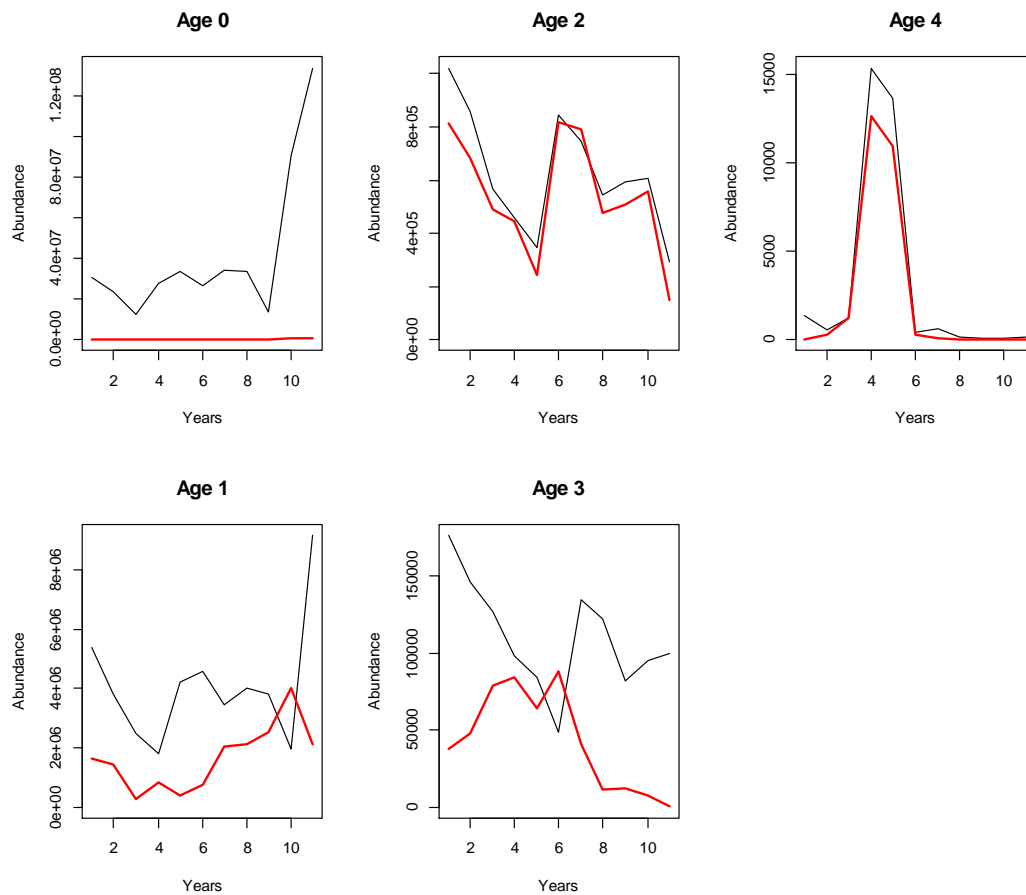 Age 0
Abundance
0.0e+00 4.0e+07 8.0e+07 1.2e+08
2 4 6 8 10
Years
Age 2
Abundance
0e+00 4e+05 8e+05
2 4 6 8 10
Years
Age 4
Abundance
0 5000 10000 15000
2 4 6 8 10
Years
Age 1
Abundance
0e+00 2e+06 4e+06 6e+06 8e+06
2 4 6 8 10
Years
Age 3
Abundance
0 50000 100000 150000
2 4 6 8 10
Years